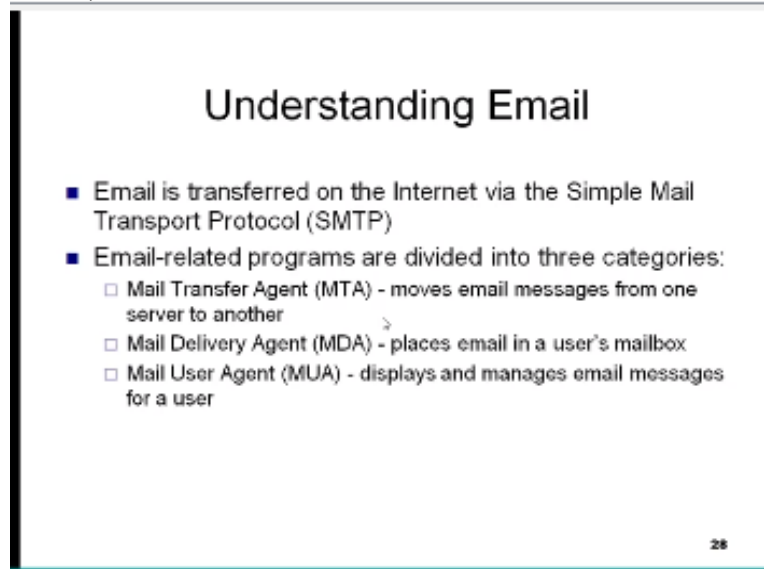 Understanding Email
Email is transferred on the Internet via the Simple Mail
Transport Protocol (SMTP)
Email-related programs are divided into three categories:
Mail Transfer Agent (MTA) - moves email messages from one
server to another
Mail Delivery Agent (MDA) - places email in a user's mailbox
Mail User Agent (MUA) - displays and manages email messages
for a user
28